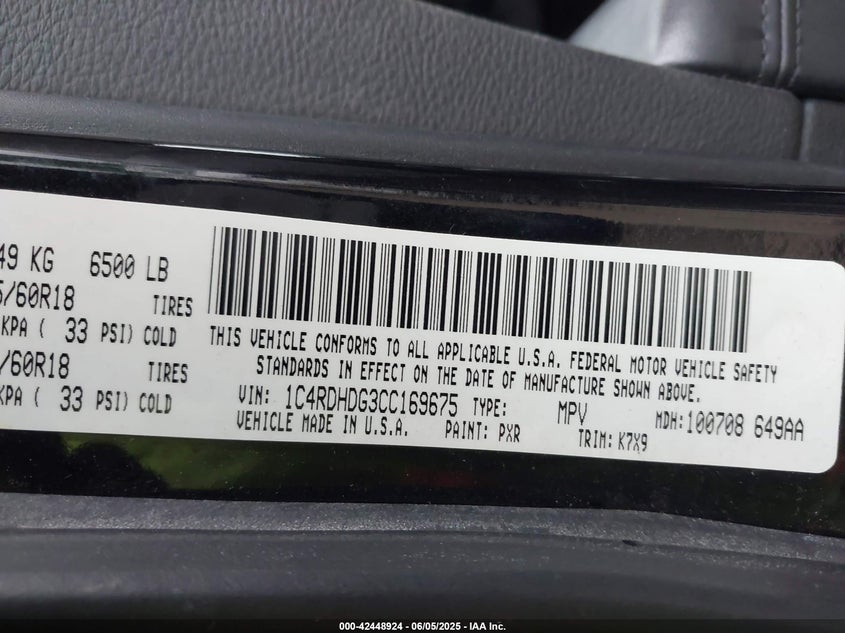 49 KG 6500 LB
5/60R18 TIRES
KPA ( 33 PSI) COLD
/60R18 TIRES
KPA ( 33 PSI) COLD
THIS VEHICLE CONFORMS TO ALL APPLICABLE U.S.A. FEDERAL MOTOR VEHICLE SAFETY
STANDARDS IN EFFECT ON THE DATE OF MANUFACTURE SHOWN ABOVE.
VIN: 1C4RDHDG3CC169675 TYPE: MPV MDH:100708 649AA
VEHICLE MADE IN U.S.A. PAINT: PXR TRIM: K7X9
000-42448924 | 06/05/2025 - IAA Inc.